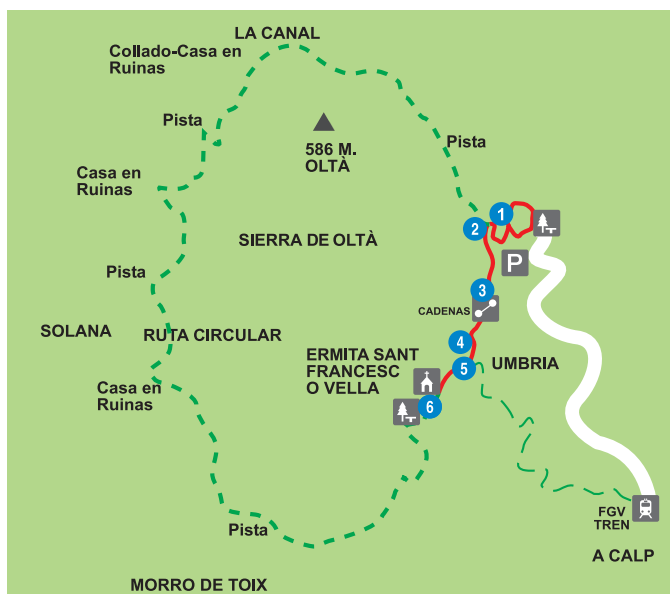 LA CANAL
Collado-Casa en
Ruinas
Pista
586 M.
OLTÀ
Pista
Casa en
Ruinas
1
2
SIERRA DE OLTÀ
P
Pista
3
CADENAS
SOLANA
RUTA CIRCULAR
4
ERMITA SANT
FRANCESC
O VELLA
5
UMBRIA
Casa en
Ruinas
6
FGV
TREN
Pista
A CALP
MORRO DE TOIX